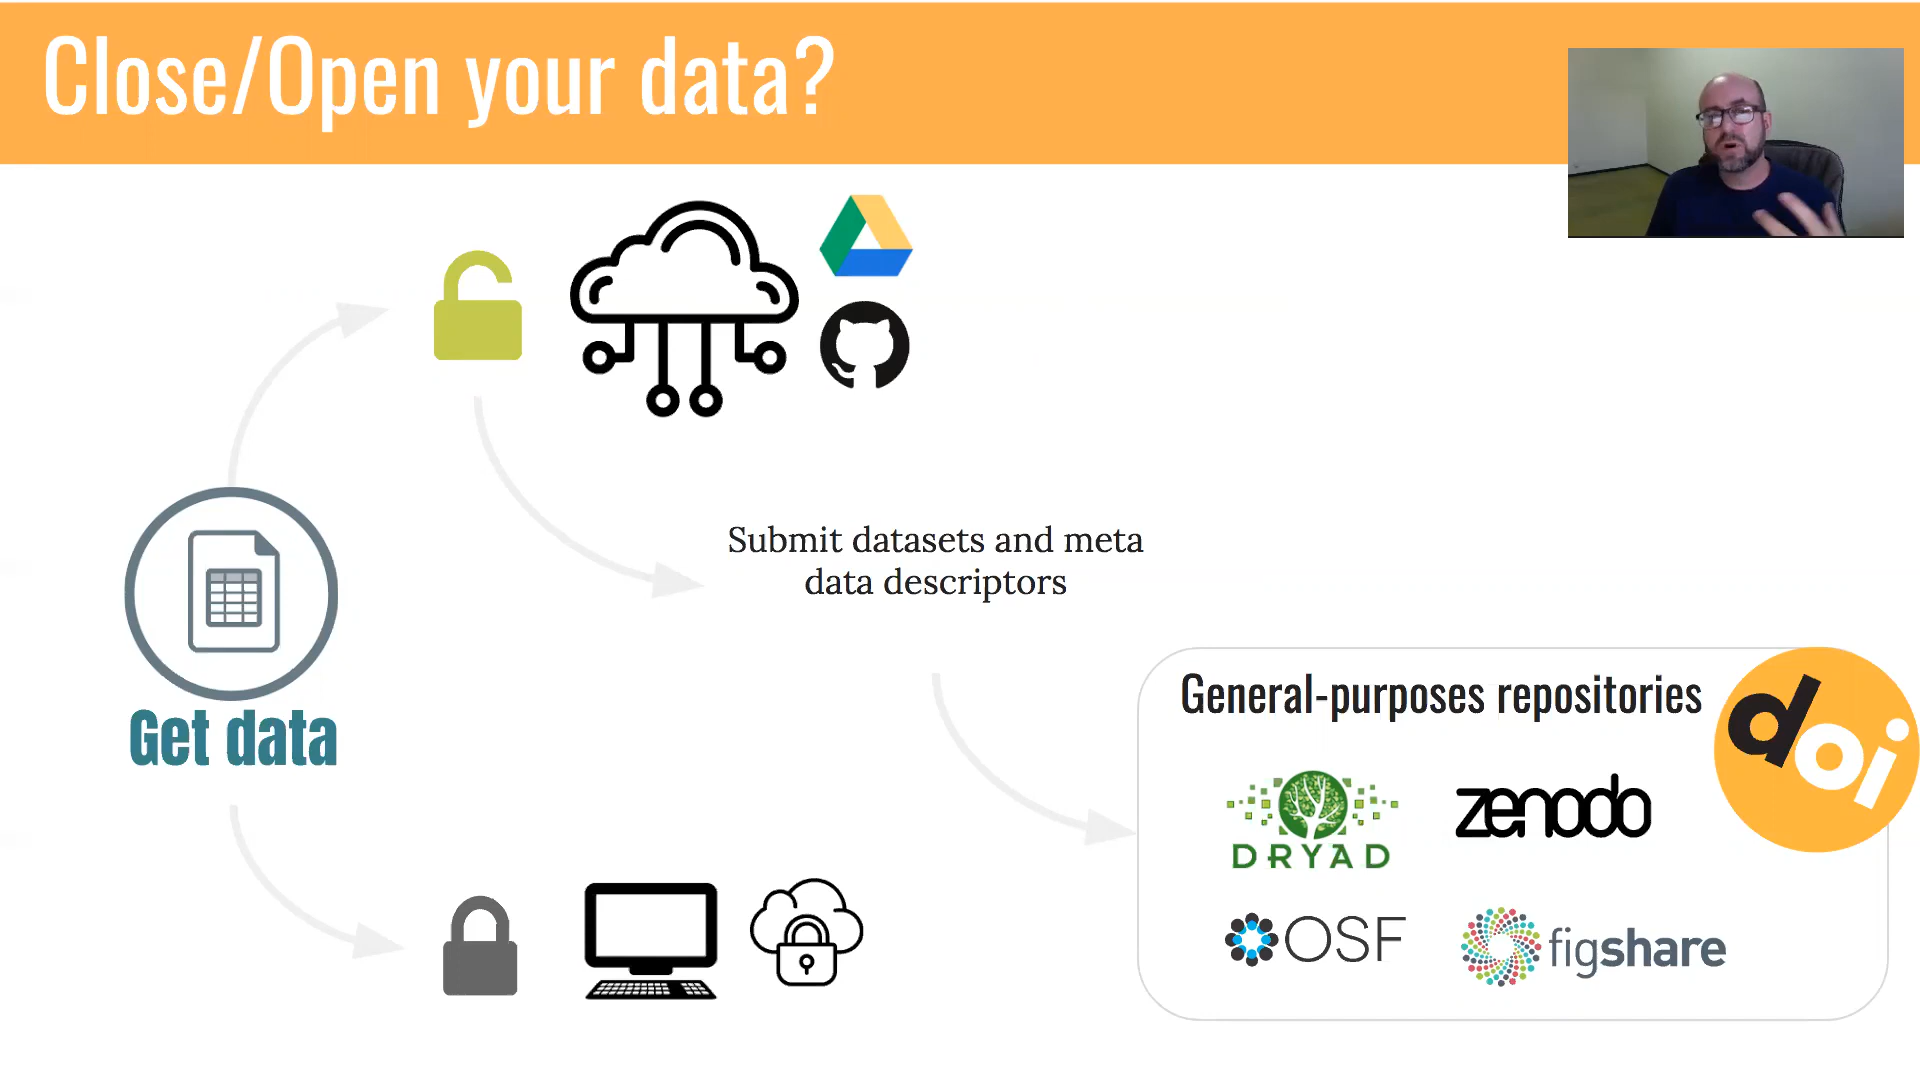 Close/Open your data?
Submit datasets and meta
data descriptors
Get data
General-purposes repositories
doi
DRYAD
zenodo
OSF
figshare